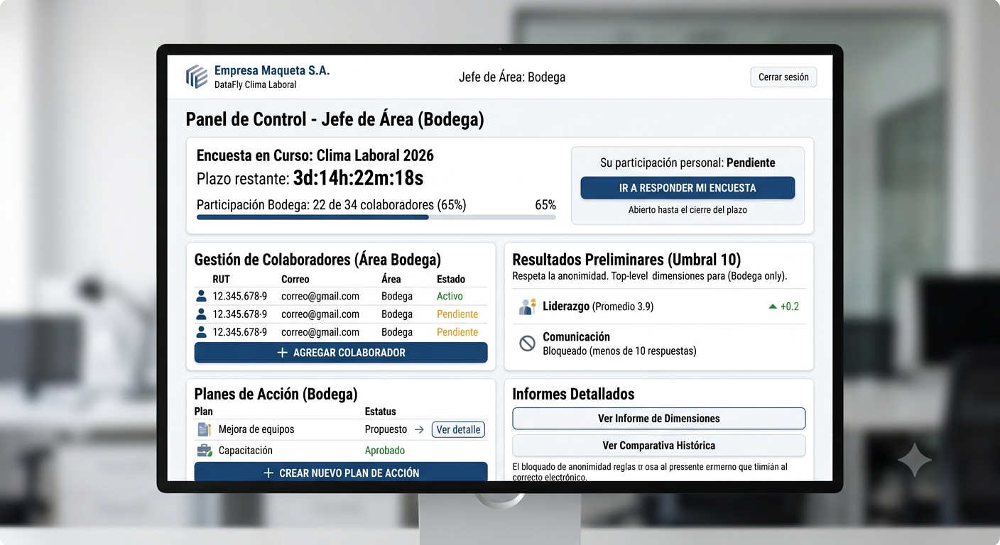 Empresa Maqueta S.A.
DataFly Clima Laboral
Jefe de Área: Bodega
Cerrar sesión
Panel de Control - Jefe de Área (Bodega)
Encuesta en Curso: Clima Laboral 2026
Plazo restante: 3d:14h:22m:18s
Participación Bodega: 22 de 34 colaboradores (65%) 65%
Su participación personal: Pendiente
IR A RESPONDER MI ENCUESTA
Abierto hasta el cierre del plazo
Gestión de Colaboradores (Área Bodega)
RUT Correo Área Estado
12.345.678-9 correo@gmail.com Bodega Activo
12.345.678-9 correo@gmail.com Bodega Pendiente
12.345.678-9 correo@gmail.com Bodega Pendiente
+ AGREGAR COLABORADOR
Resultados Preliminares (Umbral 10)
Respeta la anonimidad. Top-level dimensiones para (Bodega only).
Liderazgo (Promedio 3.9) +0.2
Comunicación
Bloqueado (menos de 10 respuestas)
Planes de Acción (Bodega)
Plan Estatus
Mejora de equipos Propuesto → Ver detalle
Capacitación Aprobado
+ CREAR NUEVO PLAN DE ACCIÓN
Informes Detallados
Ver Informe de Dimensiones
Ver Comparativa Histórica
El bloquado de anonimidad reglas osa al pressente que al
correcto electrónico.